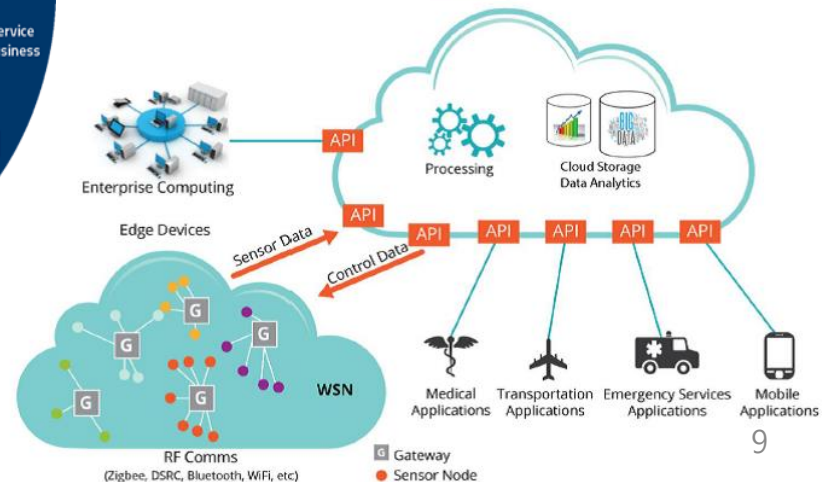 ervice
siness
API
Enterprise Computing
Processing
BIG
DATA
Cloud Storage
Data Analytics
Edge Devices
API
Sensor Data
API
API
API
API
API
Control Data
G
G
G
G
G
WSN
RF Comms
(Zigbee, DSRC, Bluetooth, WiFi, etc)
G Gateway
Sensor Node
Medical
Applications
Transportation
Applications
Emergency Services
Applications
Mobile
Applications
9